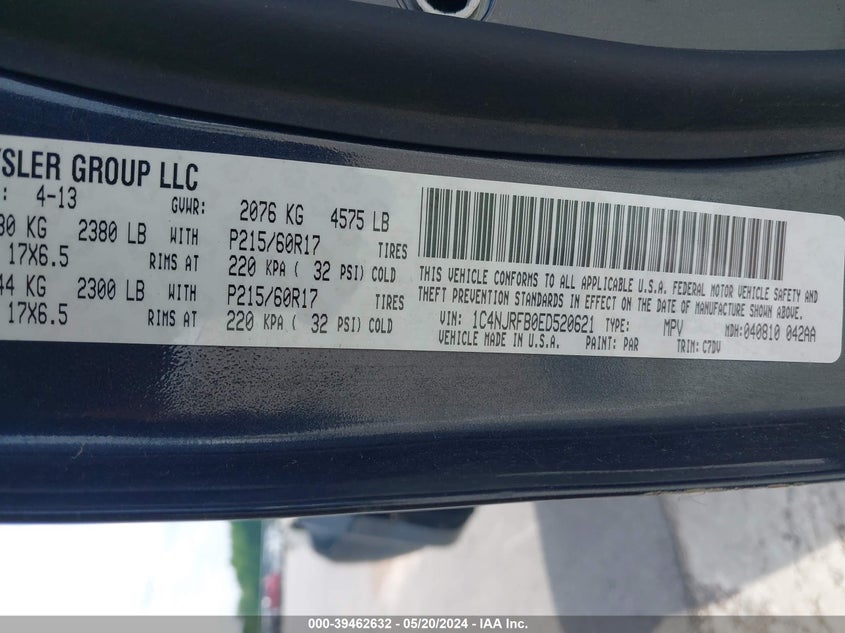 SLER GROUP LLC
: 4-13 GVWR: 2076 KG 4575 LB
80 KG 2380 LB WITH P215/60R17 TIRES
17X6.5 RIMS AT 220 KPA ( 32 PSI) COLD
44 KG 2300 LB WITH P215/60R17 TIRES
17X6.5 RIMS AT 220 KPA ( 32 PSI) COLD
THIS VEHICLE CONFORMS TO ALL APPLICABLE U.S.A. FEDERAL MOTOR VEHICLE SAFETY AND
THEFT PREVENTION STANDARDS IN EFFECT ON THE DATE OF MANUFACTURE SHOWN ABOVE.
VIN: 1C4NJRFB0ED520621 TYPE: MPV MDH: 040810 042AA
VEHICLE MADE IN U.S.A. PAINT: PAR TRIM: C7DV
000-39462632 - 05/20/2024 - IAA Inc.